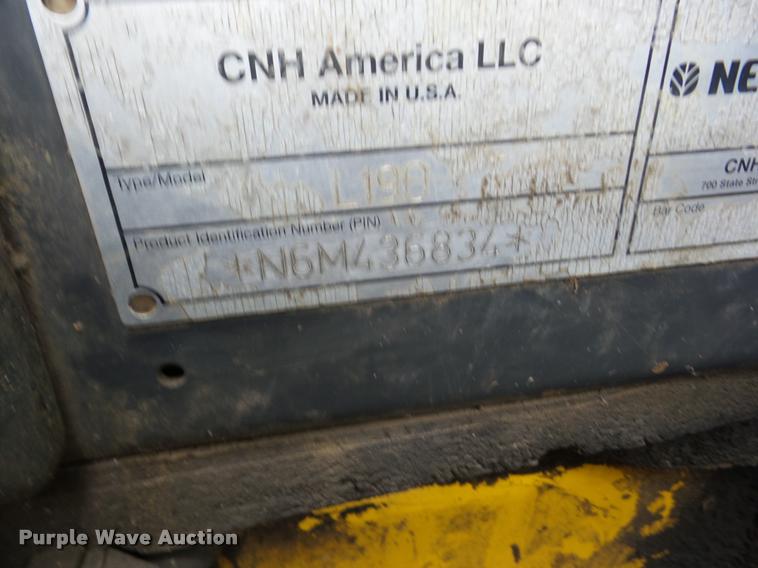 CNH America LLC
MADE IN U.S.A.
NE
Type/Model
L190
CNH
700 State Str
Product Identification Number (PIN)
*N6M436834*
Bar Code
Purple Wave Auction